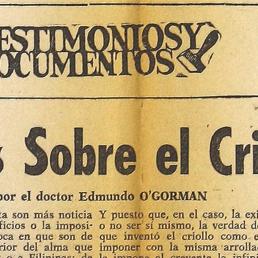 ESTIMONIOS Y
OCUMENTOS
s Sobre el Cri
por el doctor Edmundo O'GORMAN
ta son más noticia
ficios o la imposi-
oca en que son de
rior del alma que
Y puesto que, en el caso, la exi
o no ser sí mismo, la verdad de
que inventó el criollo como e
imponer con la misma arrolla